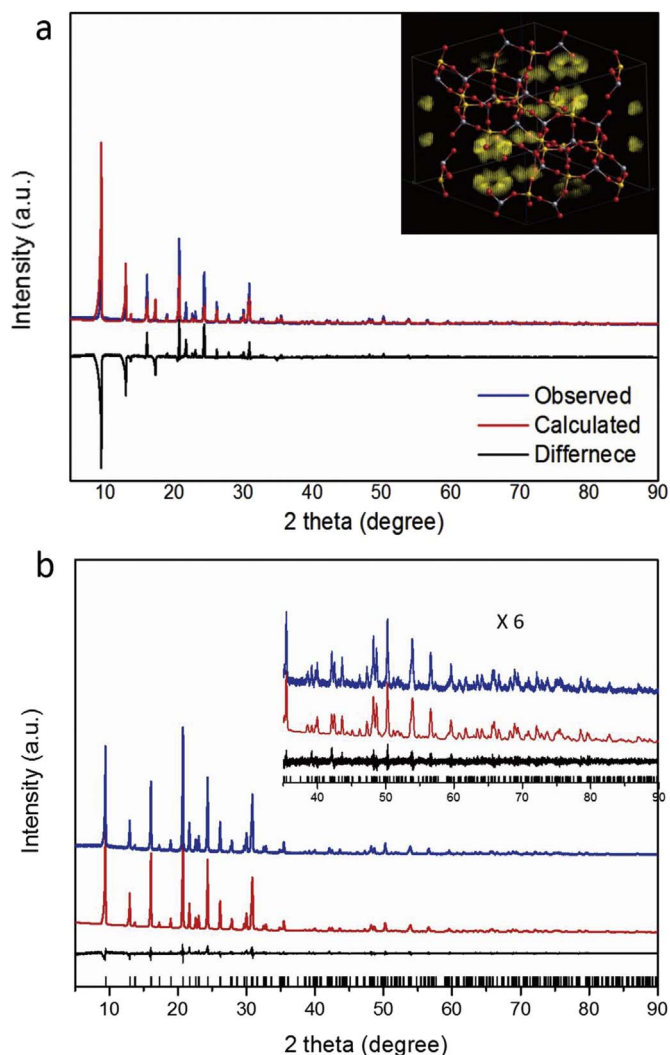 a
Intensity (a.u.)
Observed
Calculated
Differnece
10 20 30 40 50 60 70 80 90
2 theta (degree)
b
X 6
40 50 60 70 80 90
Intensity (a.u.)
10 20 30 40 50 60 70 80 90
2 theta (degree)